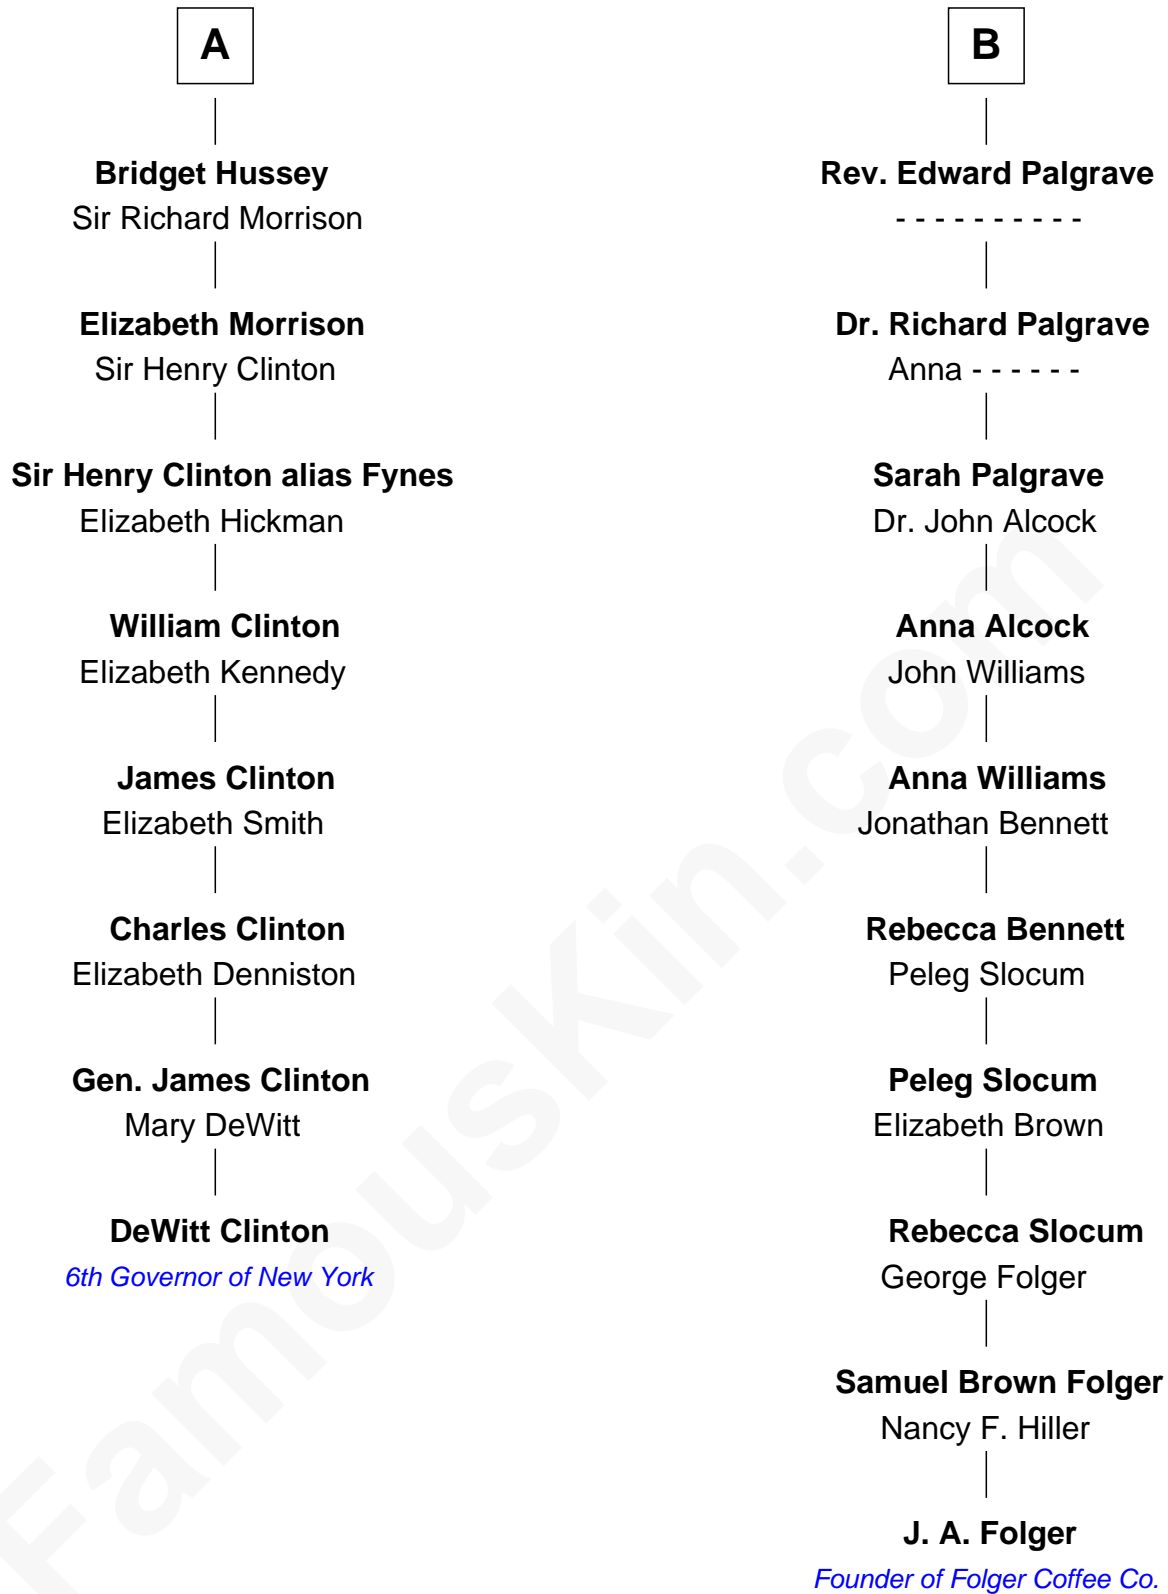 A
Bridget Hussey
Sir Richard Morrison
Elizabeth Morrison
Sir Henry Clinton
Sir Henry Clinton alias Fynes
Elizabeth Hickman
William Clinton
Elizabeth Kennedy
James Clinton
Elizabeth Smith
Charles Clinton
Elizabeth Denniston
Gen. James Clinton
Mary DeWitt
DeWitt Clinton
6th Governor of New York
B
Rev. Edward Palgrave
- - - - - - - - - -
Dr. Richard Palgrave
Anna - - - - - -
Sarah Palgrave
Dr. John Alcock
Anna Alcock
John Williams
Anna Williams
Jonathan Bennett
Rebecca Bennett
Peleg Slocum
Peleg Slocum
Elizabeth Brown
Rebecca Slocum
George Folger
Samuel Brown Folger
Nancy F. Hiller
J. A. Folger
Founder of Folger Coffee Co.
FamousKin.com